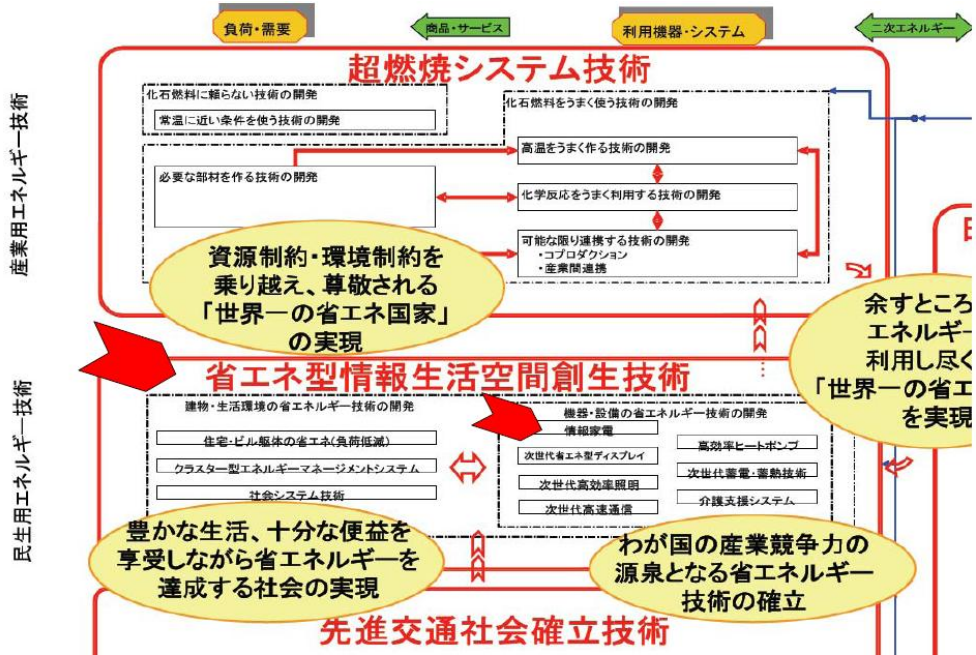 負荷・需要
商品・サービス
利用機器・システム
二次エネルギー
産業用エネルギー技術
超燃焼システム技術
化石燃料に頼らない技術の開発
常温に近い条件を使う技術の開発
化石燃料をうまく使う技術の開発
高温をうまく作る技術の開発
必要な部材を作る技術の開発
化学反応をうまく利用する技術の開発
可能な限り連携する技術の開発
・コプロダクション
・産業間連携
資源制約・環境制約を
乗り越え、尊敬される
「世界一の省エネ国家」
の実現
余すところ
エネルギー
利用し尽く
「世界一の省エ
を実現
民生用エネルギー技術
省エネ型情報生活空間創生技術
建物・生活環境の省エネルギー技術の開発
住宅・ビル躯体の省エネ(負荷低減)
クラスター型エネルギーマネージメントシステム
社会システム技術
機器・設備の省エネルギー技術の開発
情報家電
次世代省エネ型ディスプレイ
次世代高効率照明
次世代高速通信
高効率ヒートポンプ
次世代蓄電・蓄熱技術
介護支援システム
豊かな生活、十分な便益を
享受しながら省エネルギーを
達成する社会の実現
わが国の産業競争力の
源泉となる省エネルギー
技術の確立
先進交通社会確立技術